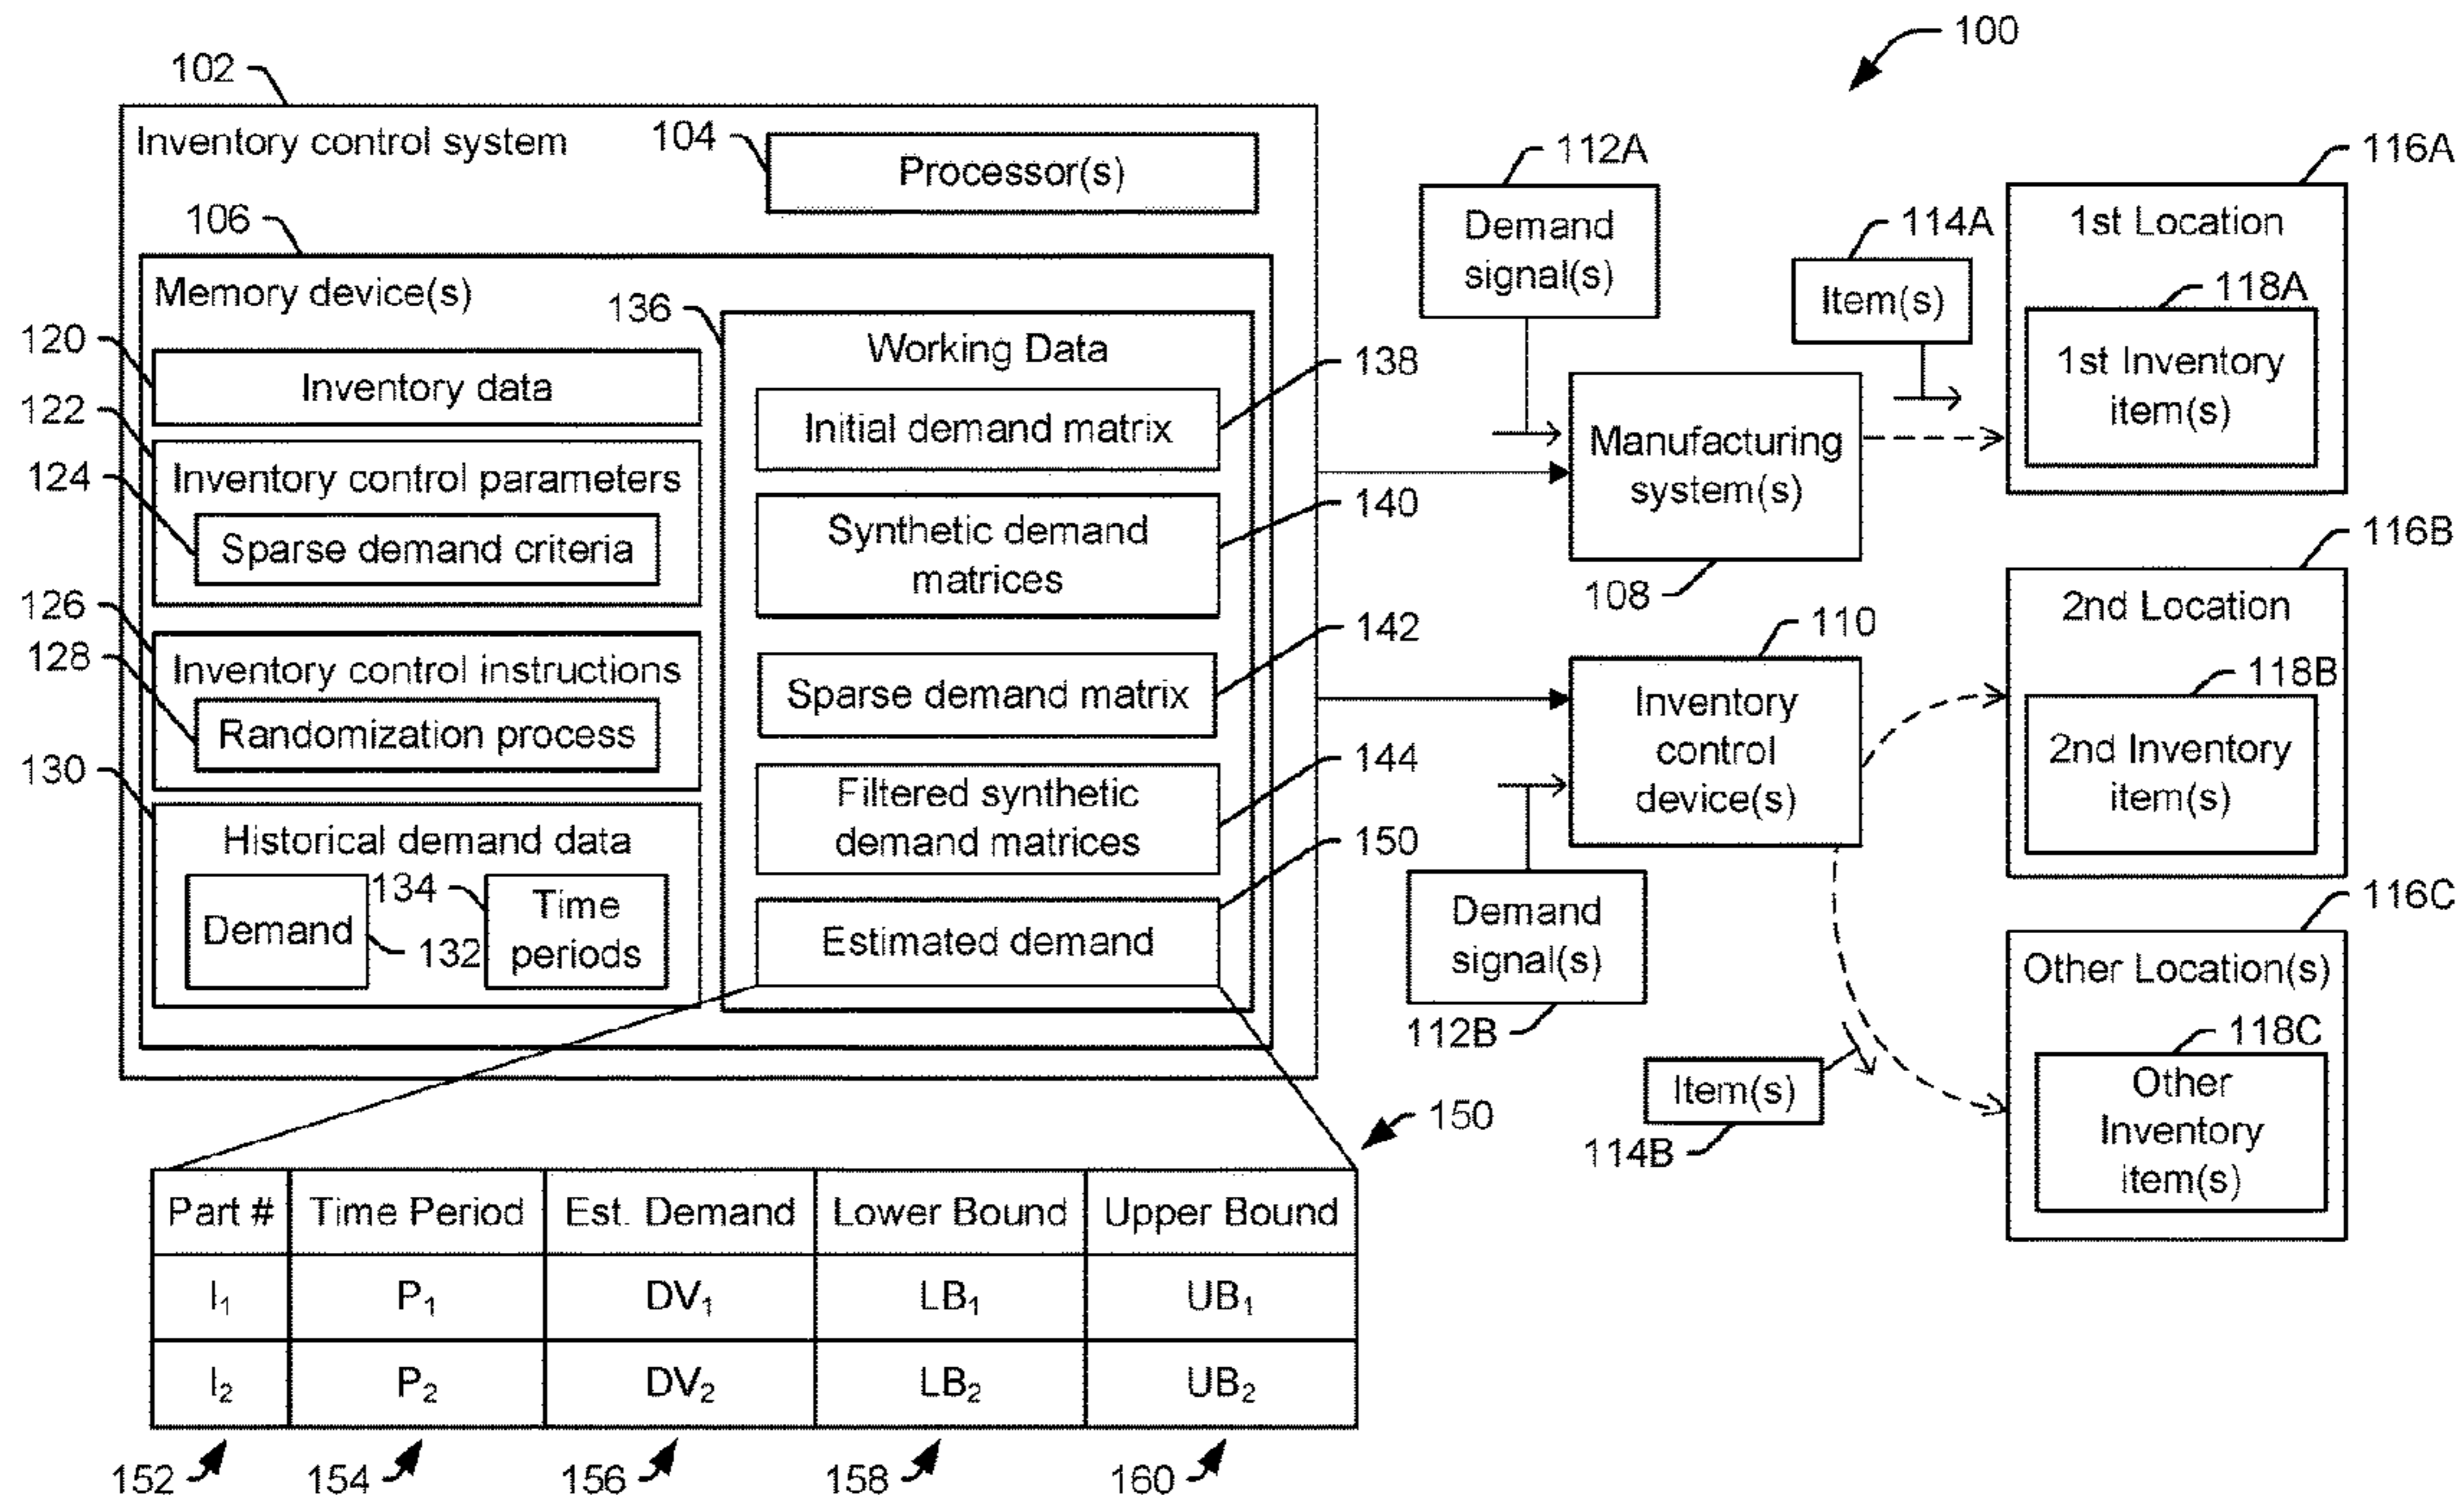 100
102
Inventory control system
104
Processor(s)
106
Memory device(s)
120
Inventory data
122
Inventory control parameters
124
Sparse demand criteria
126
Inventory control instructions
128
Randomization process
130
Historical demand data
Demand
132
134
Time
periods
136
Working Data
Initial demand matrix
138
Synthetic demand
matrices
140
Sparse demand matrix
142
Filtered synthetic
demand matrices
144
Estimated demand
150
112A
Demand
signal(s)
Manufacturing
system(s)
108
114A
Item(s)
116A
1st Location
118A
1st Inventory
item(s)
110
Inventory
control
device(s)
Demand
signal(s)
112B
Item(s)
114B
116B
2nd Location
118B
2nd Inventory
item(s)
116C
Other Location(s)
118C
Other
Inventory
item(s)
150
Part # Time Period Est. Demand Lower Bound Upper Bound
I₁ P₁ DV₁ LB₁ UB₁
I₂ P₂ DV₂ LB₂ UB₂
152 154 156 158 160